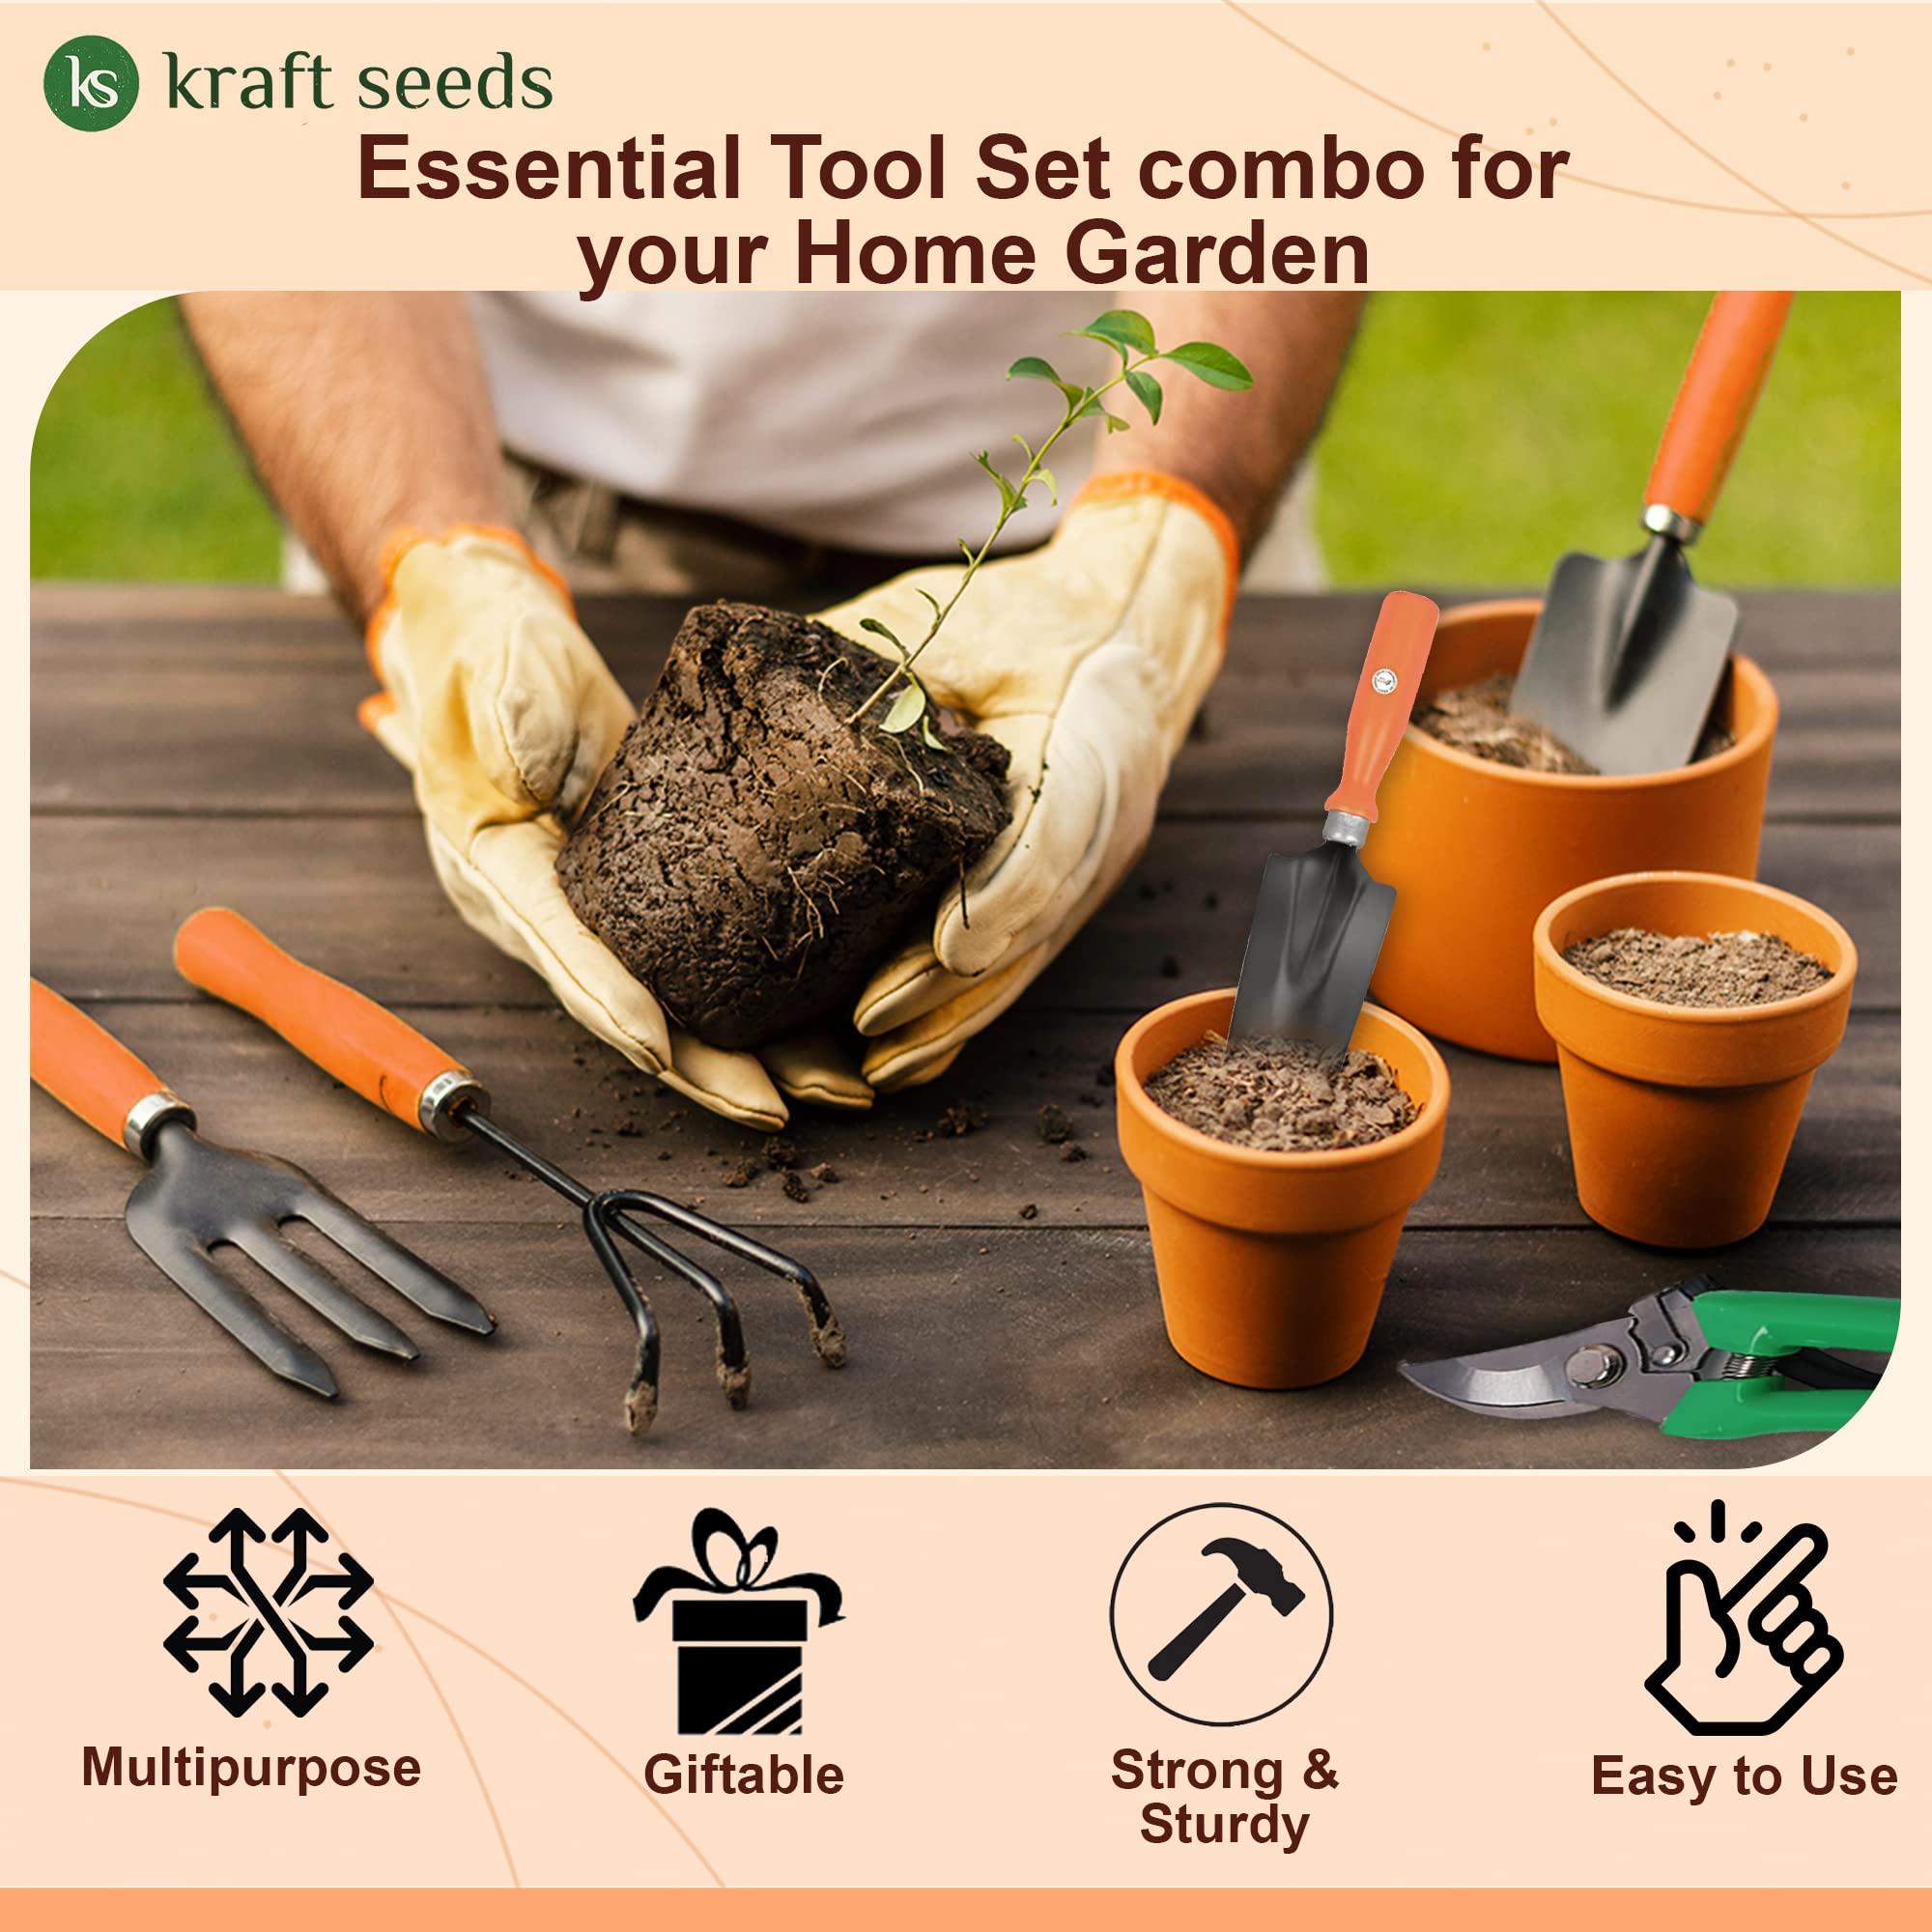 ks kraft seeds
Essential Tool Set combo for
your Home Garden
Multipurpose
Giftable
Strong &
Sturdy
Easy to Use